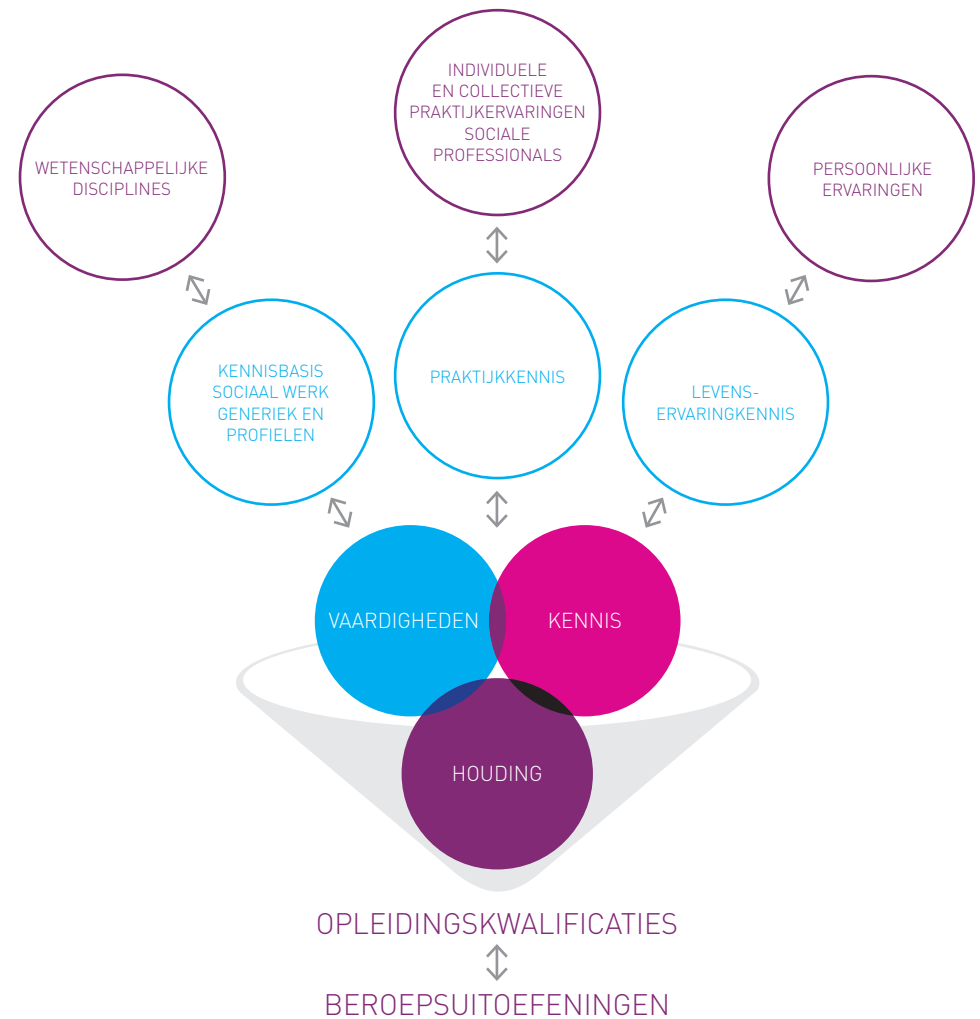 INDIVIDUELE
EN COLLECTIEVE
PRAKTIJKERVARINGEN
SOCIALE
PROFESSIONALS
WETENSCHAPPELIJKE
DISCIPLINES
PERSOONLIJKE
ERVARINGEN
KENNISBASIS
SOCIAAL WERK
GENERIEK EN
PROFIELEN
PRAKTIJKKENNIS
LEVENS-
ERVARINGKENNIS
VAARDIGHEDEN
KENNIS
HOUDING
OPLEIDINGSKWALIFICATIES
BEROEPSUITOEFENINGEN